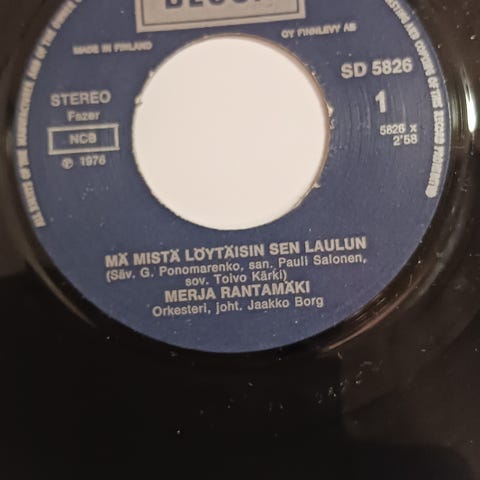 DECCA
MADE IN FINLAND
OY FINNLEVY AB
SD 5826
STEREO
Fazer
NCB
℗ 1976
1
5826 x
2'58
MÄ MISTÄ LÖYTÄISIN SEN LAULUN
(Säv. G. Ponomarenko, san. Pauli Salonen,
sov. Toivo Kärki)
MERJA RANTAMÄKI
Orkesteri, joht. Jaakko Borg